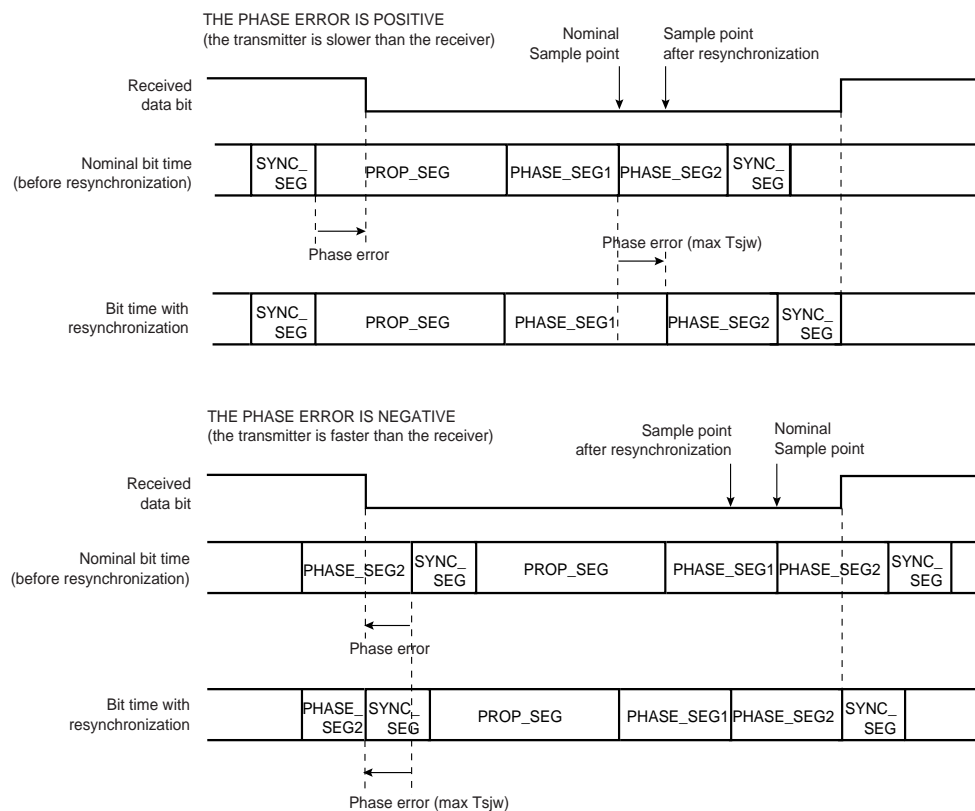 THE PHASE ERROR IS POSITIVE
(the transmitter is slower than the receiver)
Nominal
Sample point
Sample point
after resynchronization
Received
data bit
Nominal bit time
(before resynchronization)
SYNC_
SEG
PROP_SEG
PHASE_SEG1
PHASE_SEG2
SYNC_
SEG
Phase error
Phase error (max Tsjw)
Bit time with
resynchronization
SYNC_
SEG
PROP_SEG
PHASE_SEG1
PHASE_SEG2
SYNC_
SEG
THE PHASE ERROR IS NEGATIVE
(the transmitter is faster than the receiver)
Sample point
after resynchronization
Nominal
Sample point
Received
data bit
Nominal bit time
(before resynchronization)
PHASE_SEG2
SYNC_
SEG
PROP_SEG
PHASE_SEG1
PHASE_SEG2
SYNC_
SEG
Phase error
Bit time with
resynchronization
PHASE_
SEG2
SYNC_
SEG
PROP_SEG
PHASE_SEG1
PHASE_SEG2
SYNC_
SEG
Phase error (max Tsjw)